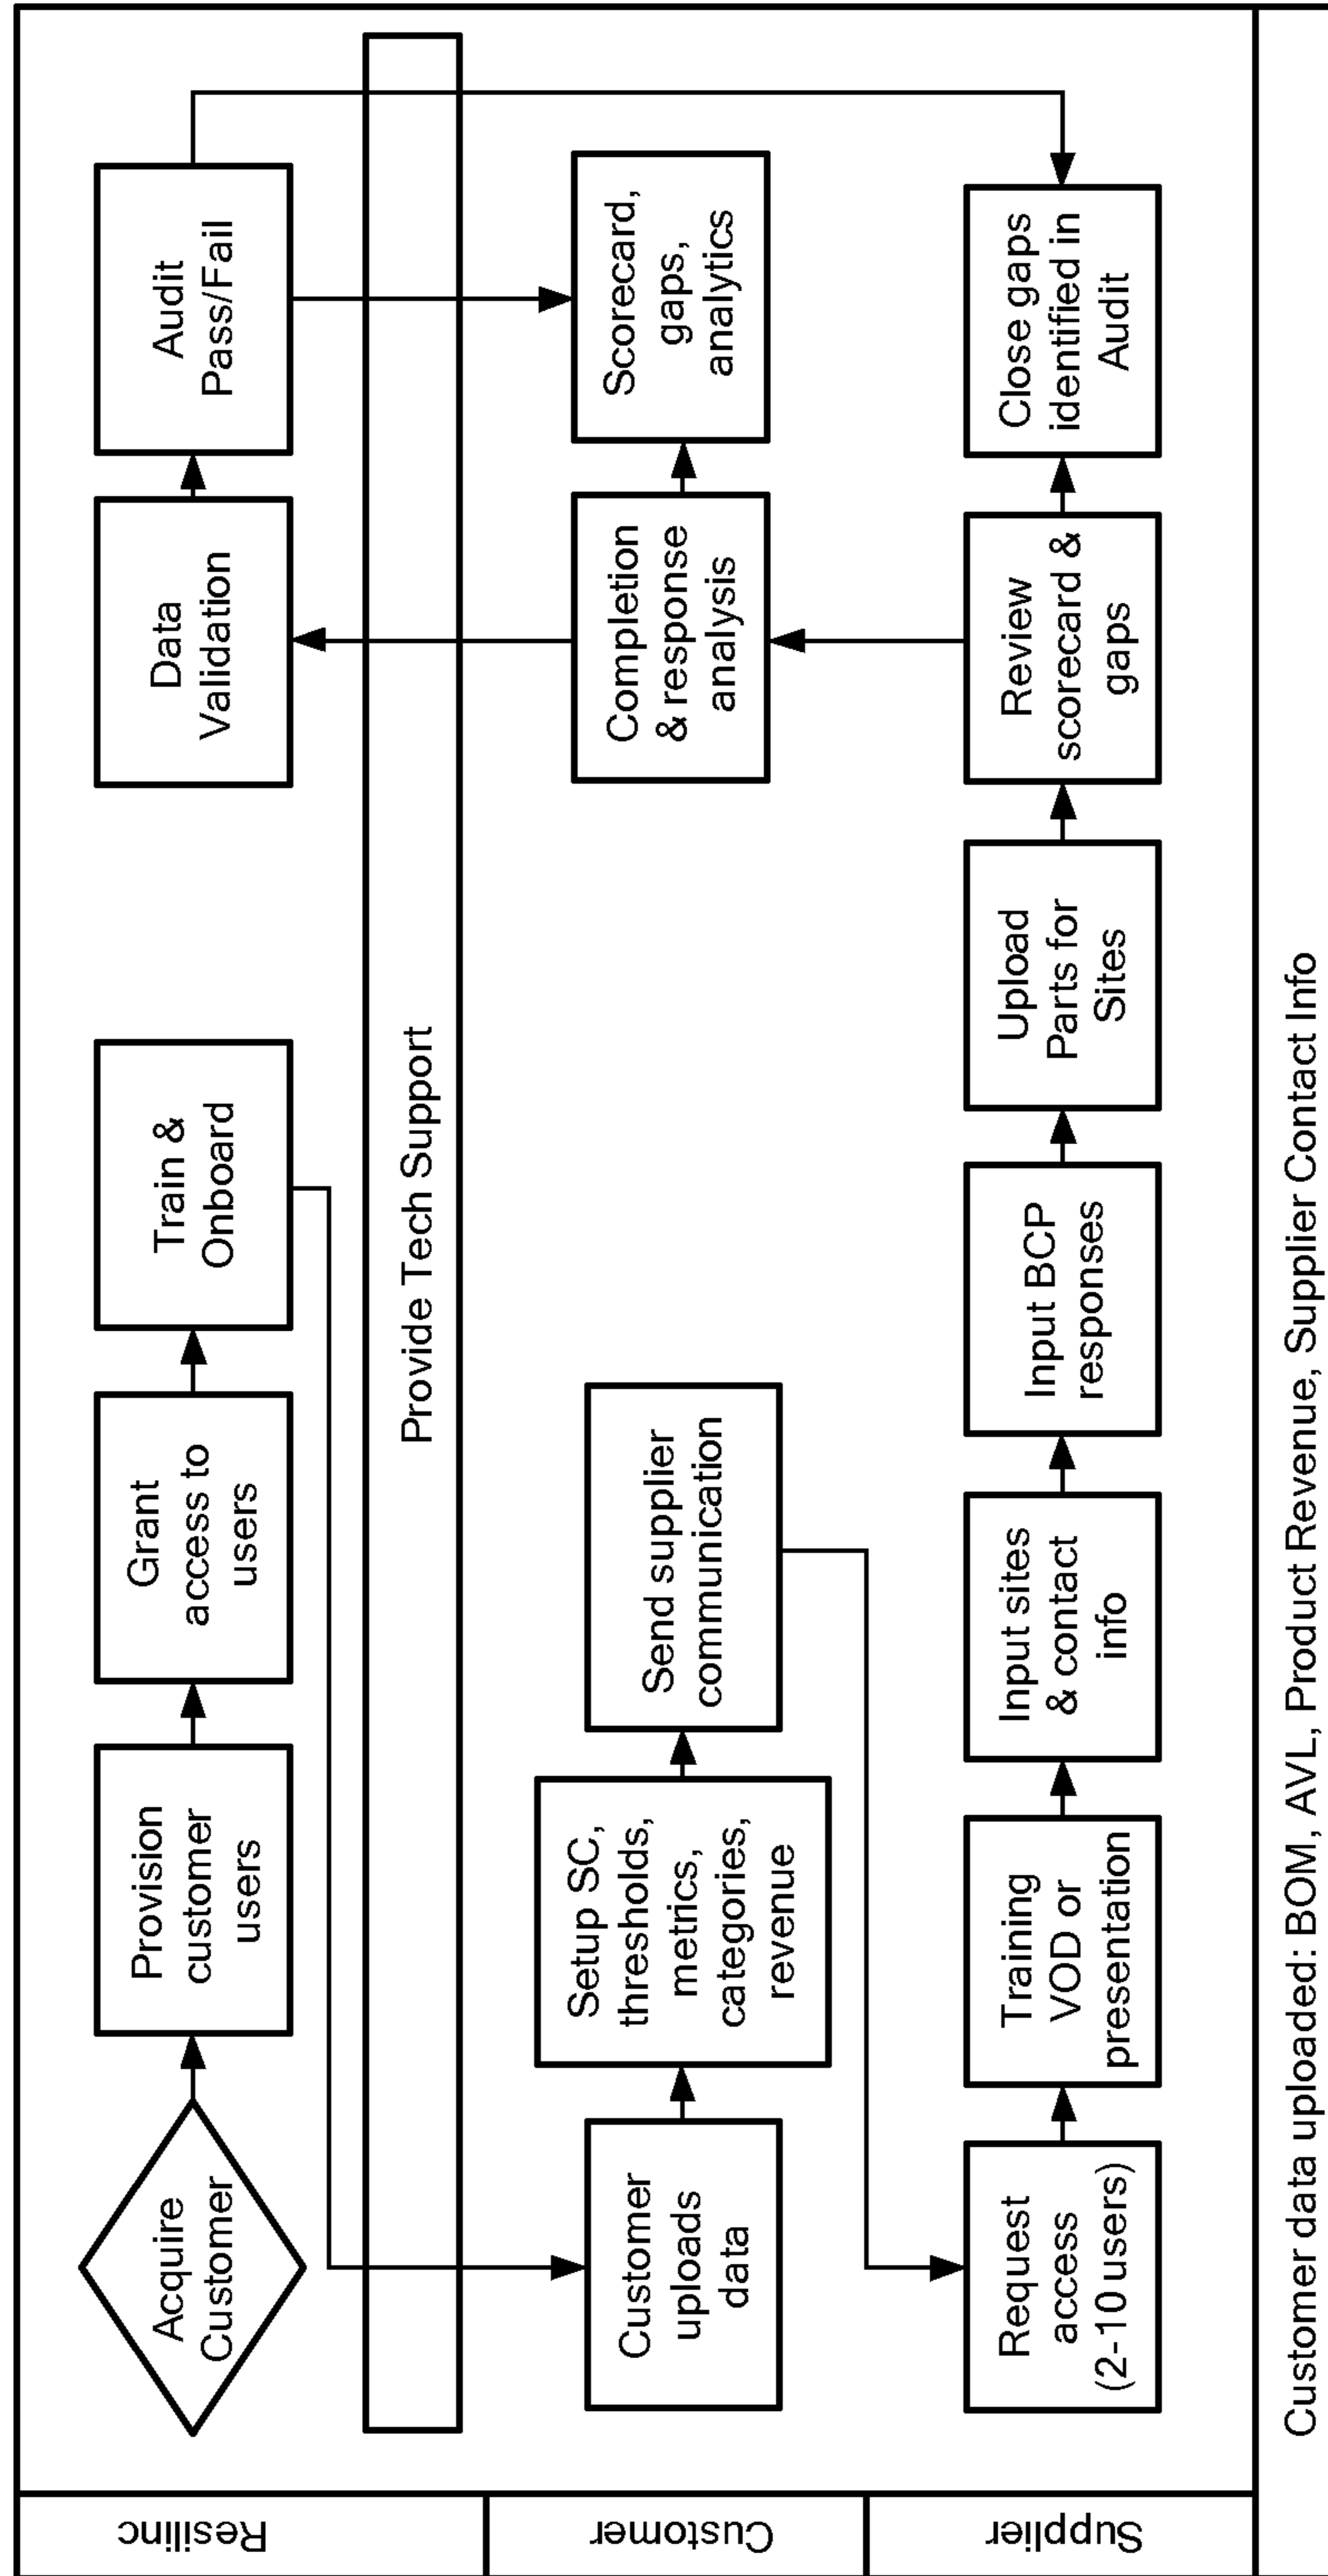 Resilinc
Acquire
Customer
Provision
customer
users
Grant
access to
users
Train &
Onboard
Data
Validation
Audit
Pass/Fail
Provide Tech Support
Customer
Customer
uploads
data
Setup SC,
thresholds,
metrics,
categories,
revenue
Send supplier
communication
Completion
& response
analysis
Scorecard,
gaps,
analytics
Supplier
Request
access
(2-10 users)
Training
VOD or
presentation
Input sites
& contact
info
Input BCP
responses
Upload
Parts for
Sites
Review
scorecard &
gaps
Close gaps
identified in
Audit
Customer data uploaded: BOM, AVL, Product Revenue, Supplier Contact Info